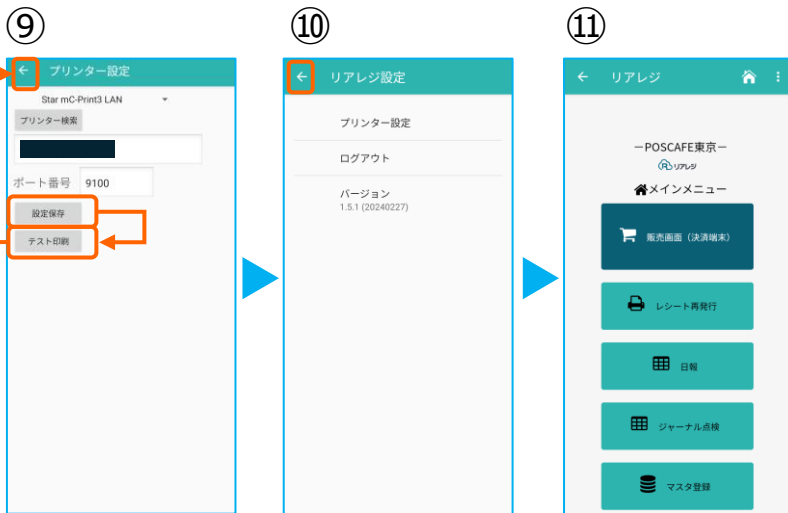 ⑨
プリンター設定
Star mC-Print3 LAN
プリンター検索
ポート番号 9100
設定保存
テスト印刷
⑩
リアレジ設定
プリンター設定
ログアウト
バージョン
1.5.1 (20240227)
⑪
リアレジ
－POSCAFE東京－
R リアレジ
メインメニュー
販売画面（決済端末）
レシート再発行
日報
ジャーナル点検
マスタ登録